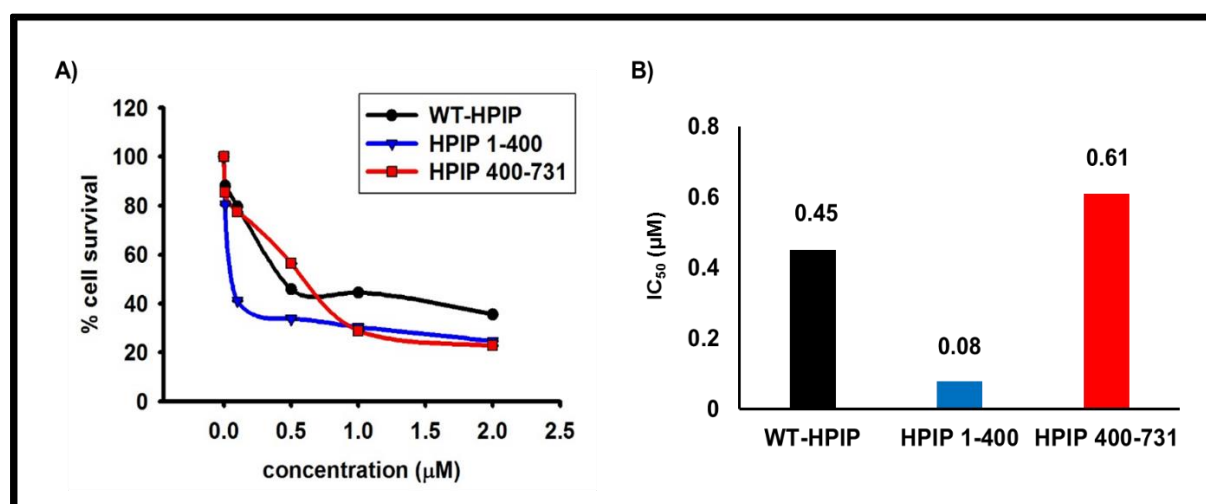 A)
120
100
80
60
40
20
0
% cell survival
WT-HPIP
HPIP 1-400
HPIP 400-731
0.0 0.5 1.0 1.5 2.0 2.5
concentration (μM)
B)
0.8
0.6
0.4
0.2
0
IC50 (μM)
0.45
0.08
0.61
WT-HPIP HPIP 1-400 HPIP 400-731